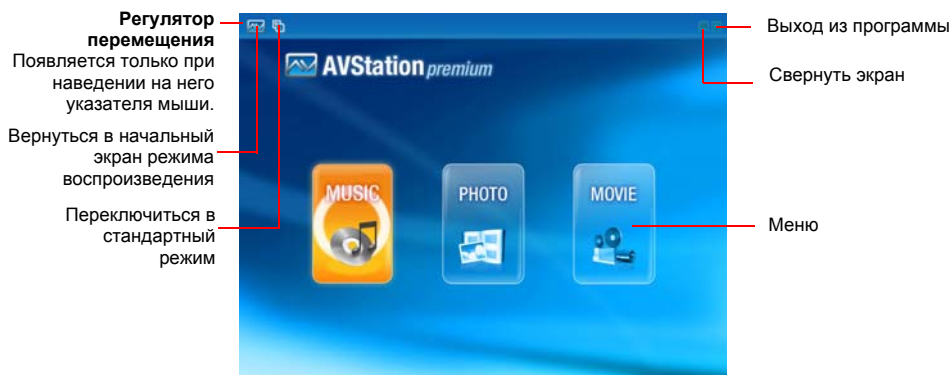 Регулятор
перемещения
Появляется только при
наведении на него
указателя мыши.
Вернуться в начальный
экран режима
воспроизведения
Переключиться в
стандартный
режим
AVStation premium
MUSIC
PHOTO
MOVIE
Выход из программы
Свернуть экран
Меню